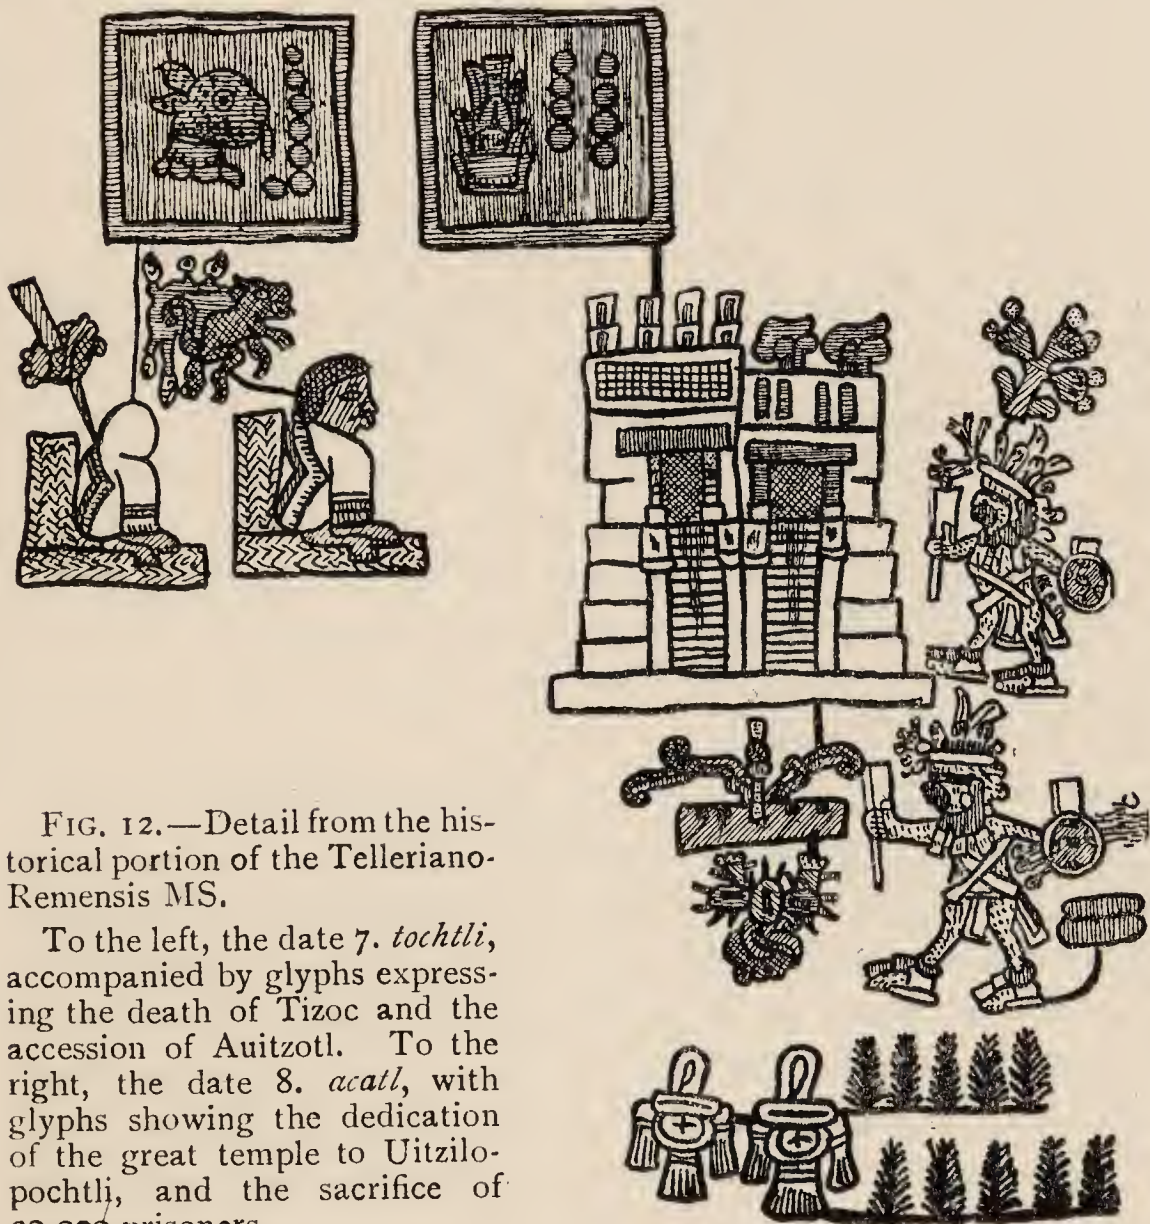 FIG. 12.—Detail from the his-
torical portion of the Telleriano-
Remensis MS.
To the left, the date 7. tochtli,
accompanied by glyphs express-
ing the death of Tizoc and the
accession of Auitzotl. To the
right, the date 8. acatl, with
glyphs showing the dedication
of the great temple to Uitzilo-
pochtli, and the sacrifice of
prisoners